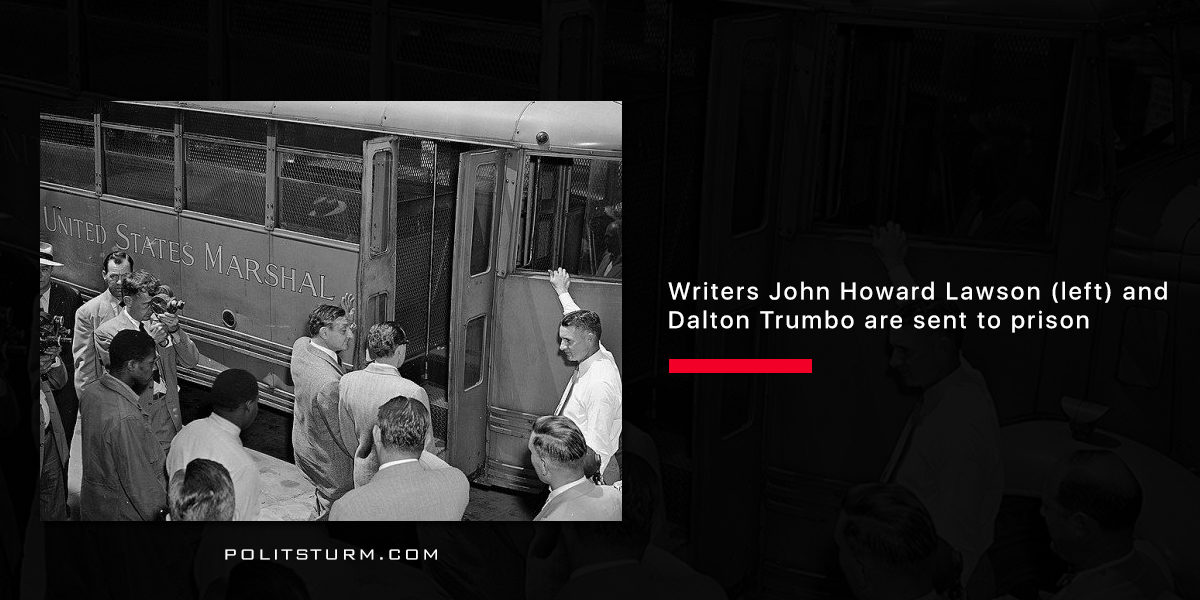 UNITED STATES MARSHAL
Writers John Howard Lawson (left) and
Dalton Trumbo are sent to prison
POLITSTURM.COM